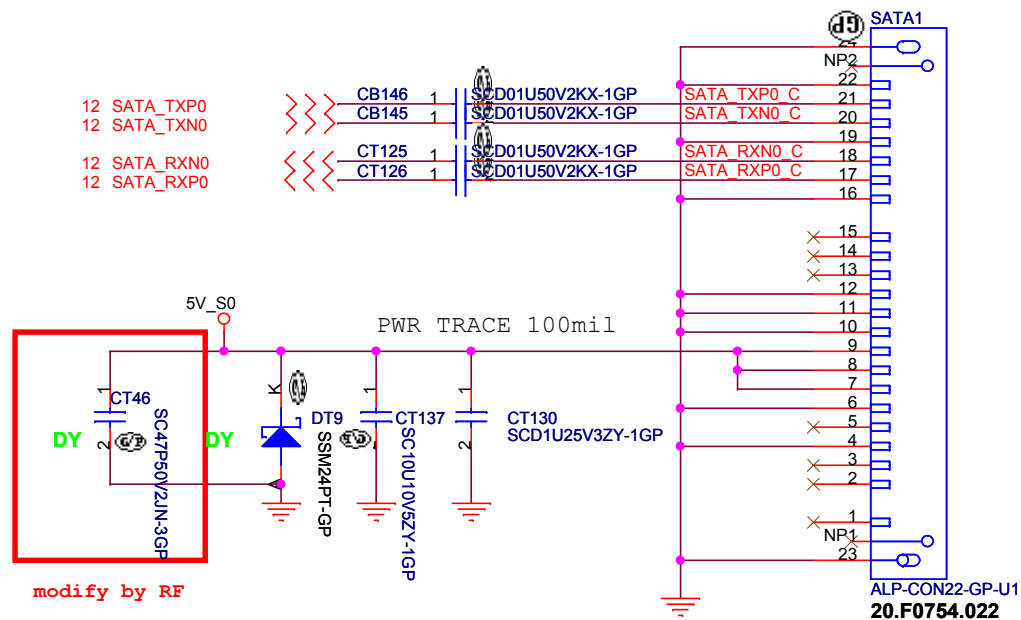 SATA1
GP
24
NP2
22
12 SATA_TXP0
CB146
1
SCD01U50V2KX-1GP
SATA_TXP0_C
21
12 SATA_TXN0
CB145
1
SCD01U50V2KX-1GP
SATA_TXN0_C
20
19
12 SATA_RXN0
CT125
1
SCD01U50V2KX-1GP
SATA_RXN0_C
18
12 SATA_RXP0
CT126
1
SCD01U50V2KX-1GP
SATA_RXP0_C
17
16
15
14
13
12
11
10
9
8
7
6
5
4
3
2
1
NP1
23
ALP-CON22-GP-U1
20.F0754.022
5V_S0
PWR TRACE 100mil
1
CT46
2
SC47P50V2JN-3GP
DY
DY
K
DT9
A
SSM24PT-GP
1
CT137
2
SC10U10V5ZY-1GP
1
CT130
2
SCD1U25V3ZY-1GP
modify by RF